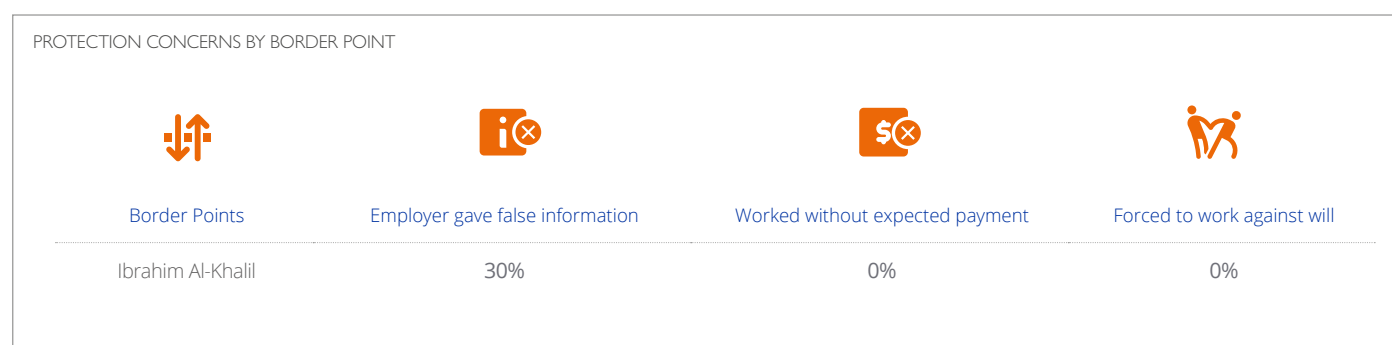 PROTECTION CONCERNS BY BORDER POINT
Border Points Employer gave false information Worked without expected payment Forced to work against will
Ibrahim Al-Khalil 30% 0% 0%